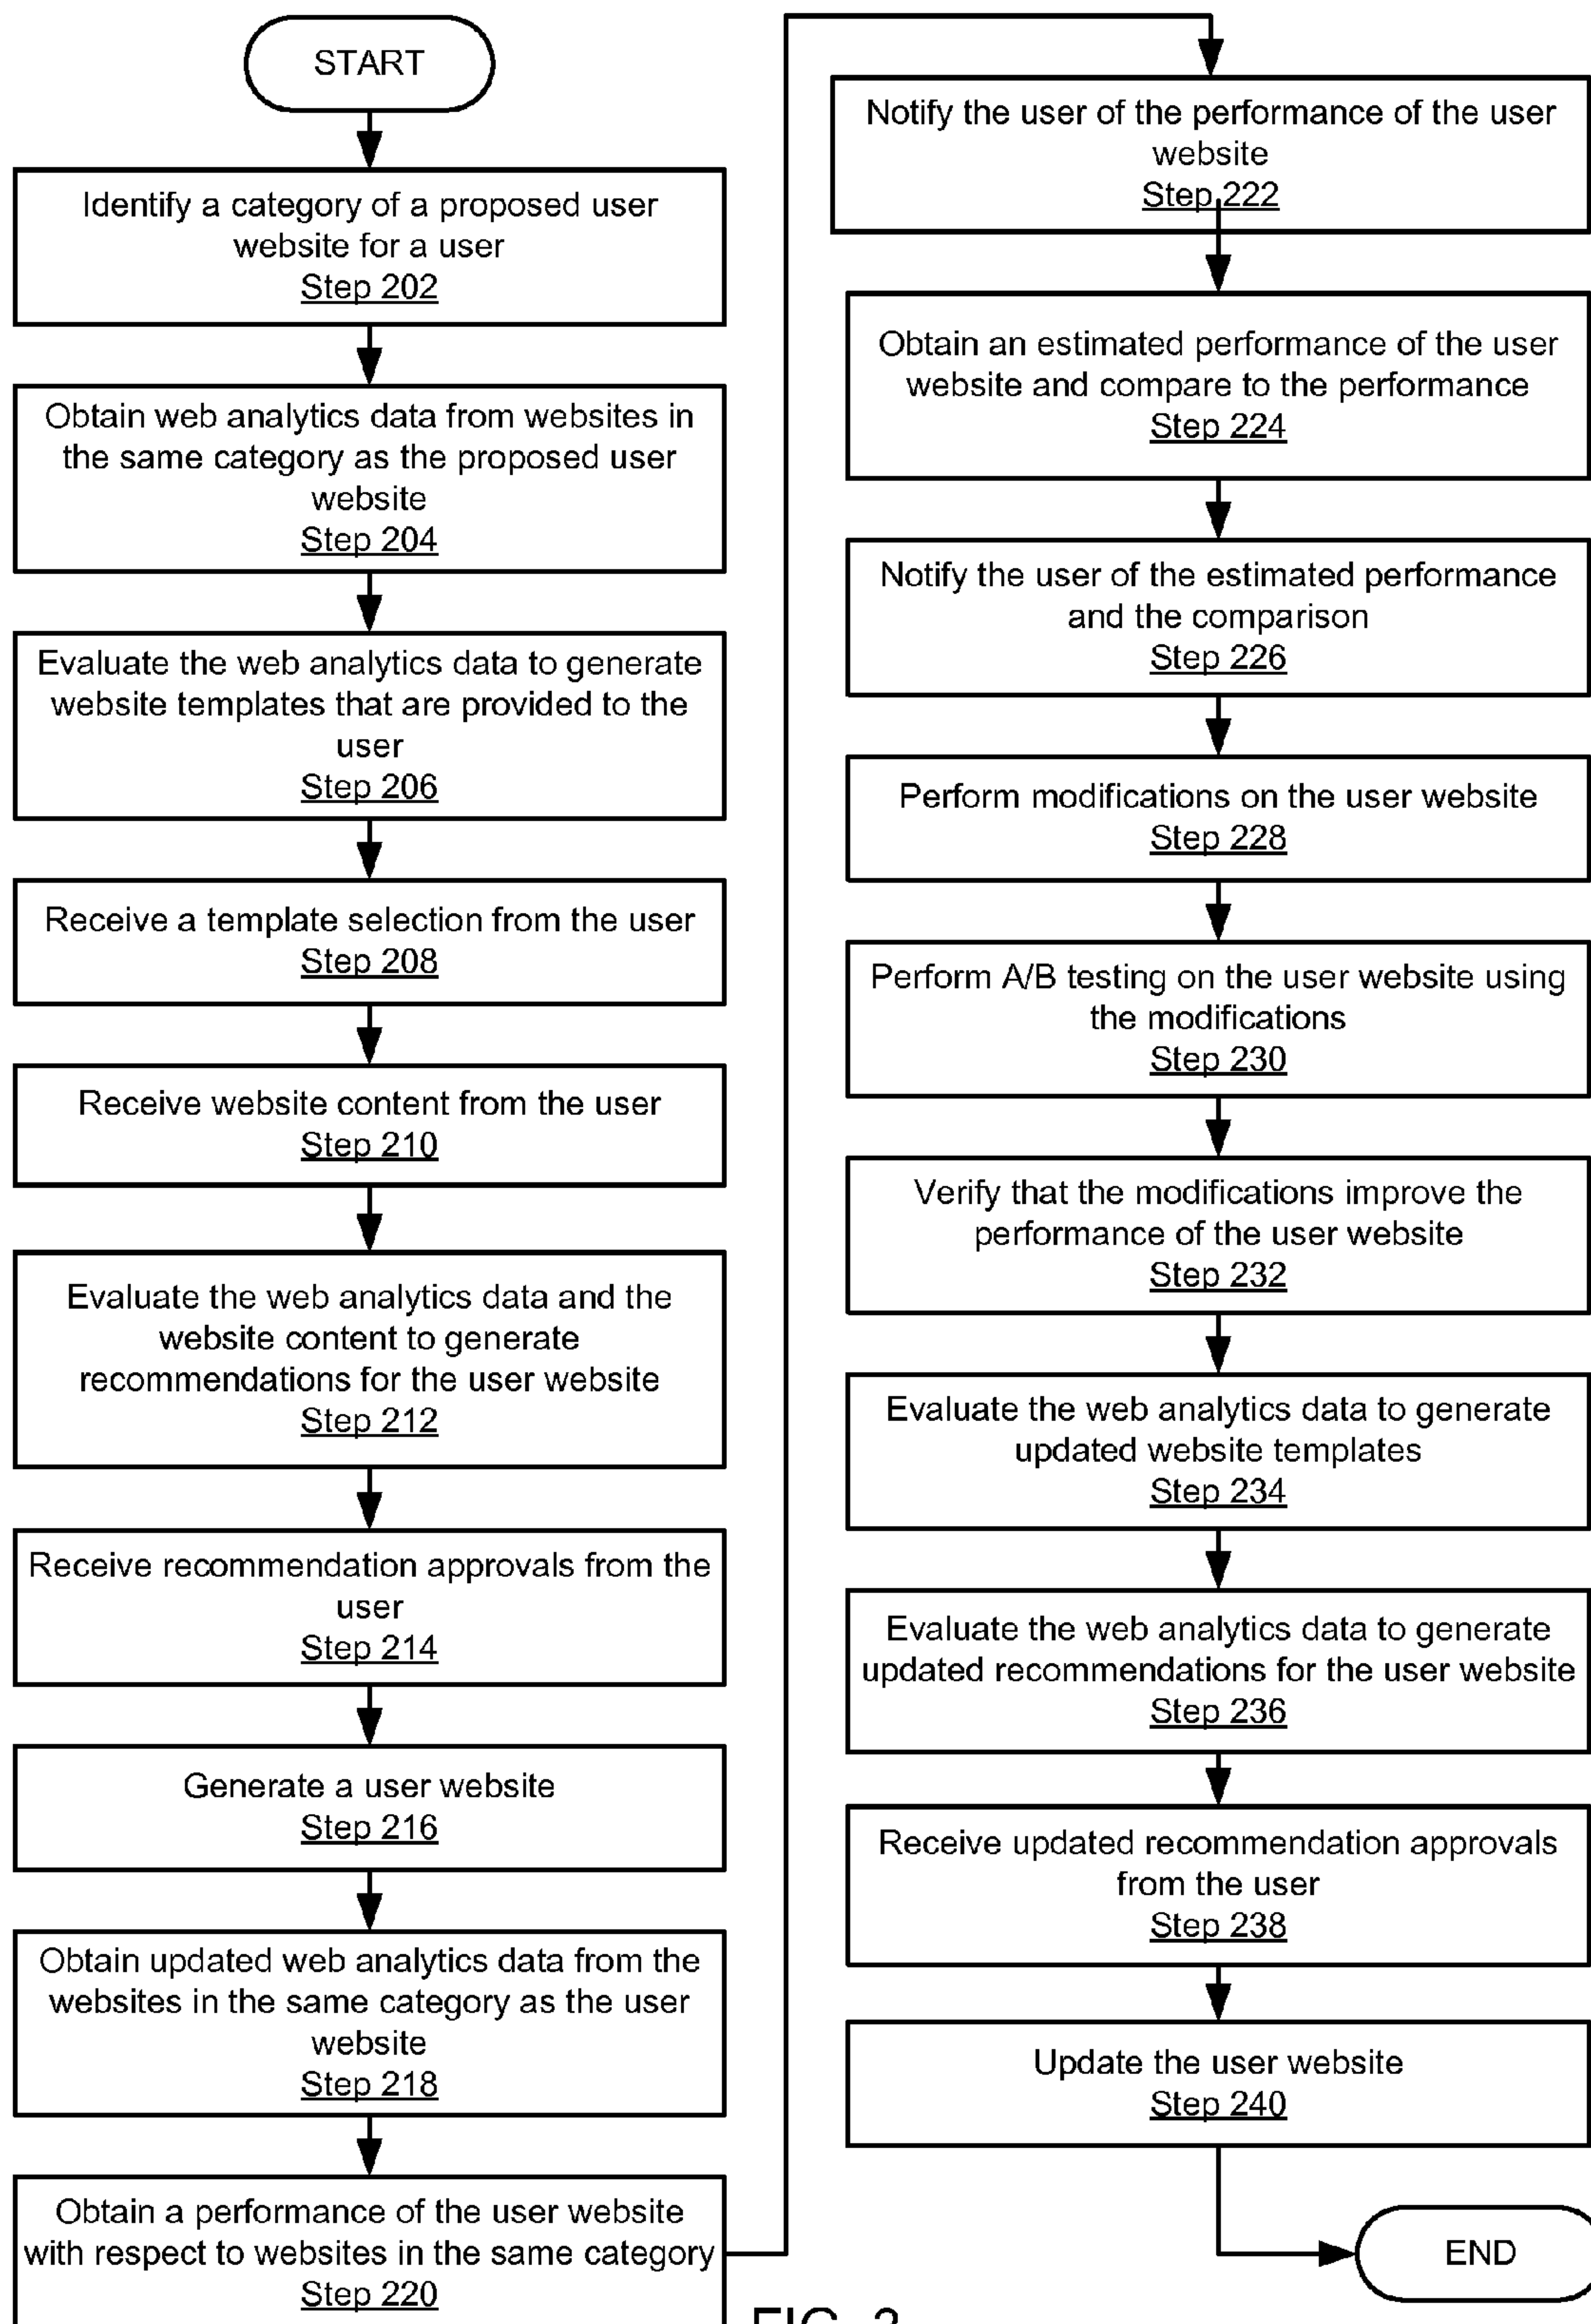 START
Identify a category of a proposed user
website for a user
Step 202
Obtain web analytics data from websites in
the same category as the proposed user
website
Step 204
Evaluate the web analytics data to generate
website templates that are provided to the
user
Step 206
Receive a template selection from the user
Step 208
Receive website content from the user
Step 210
Evaluate the web analytics data and the
website content to generate
recommendations for the user website
Step 212
Receive recommendation approvals from the
user
Step 214
Generate a user website
Step 216
Obtain updated web analytics data from the
websites in the same category as the user
website
Step 218
Obtain a performance of the user website
with respect to websites in the same category
Step 220
Notify the user of the performance of the user
website
Step 222
Obtain an estimated performance of the user
website and compare to the performance
Step 224
Notify the user of the estimated performance
and the comparison
Step 226
Perform modifications on the user website
Step 228
Perform A/B testing on the user website using
the modifications
Step 230
Verify that the modifications improve the
performance of the user website
Step 232
Evaluate the web analytics data to generate
updated website templates
Step 234
Evaluate the web analytics data to generate
updated recommendations for the user website
Step 236
Receive updated recommendation approvals
from the user
Step 238
Update the user website
Step 240
END
FIG. 2